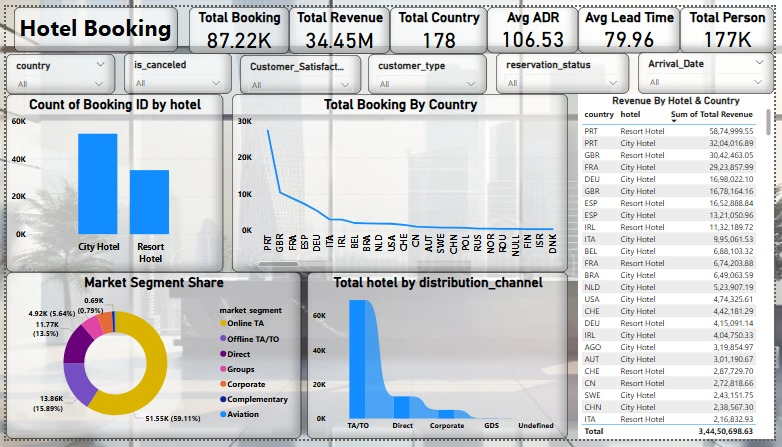 Hotel Booking
Total Booking
87.22K
Total Revenue
34.45M
Total Country
178
Avg ADR
106.53
Avg Lead Time
79.96
Total Person
177K
country
All
is_canceled
All
Customer_Satisfact...
All
customer_type
All
reservation_status
All
Arrival_Date
All
Count of Booking ID by hotel
60K
40K
20K
0K
City Hotel
Resort
Hotel
Total Booking By Country
30K
20K
10K
0K
PRT
GBR
FRA
ESP
DEU
ITA
IRL
BEL
BRA
NLD
USA
CHE
CN
AUT
SWE
CHN
POL
RUS
NOR
ROU
NULL
FIN
ISR
DNK
Revenue By Hotel & Country
country hotel Sum of Total Revenue
PRT Resort Hotel 58,74,999.55
PRT City Hotel 32,04,016.89
GBR Resort Hotel 30,42,463.05
FRA City Hotel 29,23,857.99
DEU City Hotel 16,98,022.10
GBR City Hotel 16,78,164.16
ESP Resort Hotel 16,52,888.84
ESP City Hotel 13,21,050.96
IRL Resort Hotel 11,32,189.72
ITA City Hotel 9,95,061.53
BEL City Hotel 6,88,103.32
FRA Resort Hotel 6,74,203.88
BRA City Hotel 6,49,063.59
NLD City Hotel 5,23,907.19
USA City Hotel 4,74,325.61
CHE City Hotel 4,42,181.29
DEU Resort Hotel 4,15,091.14
IRL City Hotel 4,04,750.33
AGO City Hotel 3,19,854.97
AUT City Hotel 3,01,190.67
CHE Resort Hotel 2,87,729.70
CN Resort Hotel 2,72,818.66
SWE City Hotel 2,43,151.75
CHN City Hotel 2,38,567.30
ITA Resort Hotel 2,16,832.93
Total 3,44,50,698.63
Market Segment Share
0.69K
(0.79%)
4.92K (5.64%)
11.77K
(13.5%)
13.86K
(15.89%)
51.55K (59.11%)
market_segment
Online TA
Offline TA/TO
Direct
Groups
Corporate
Complementary
Aviation
Total hotel by distribution_channel
60K
40K
20K
0K
TA/TO
Direct
Corporate
GDS
Undefined